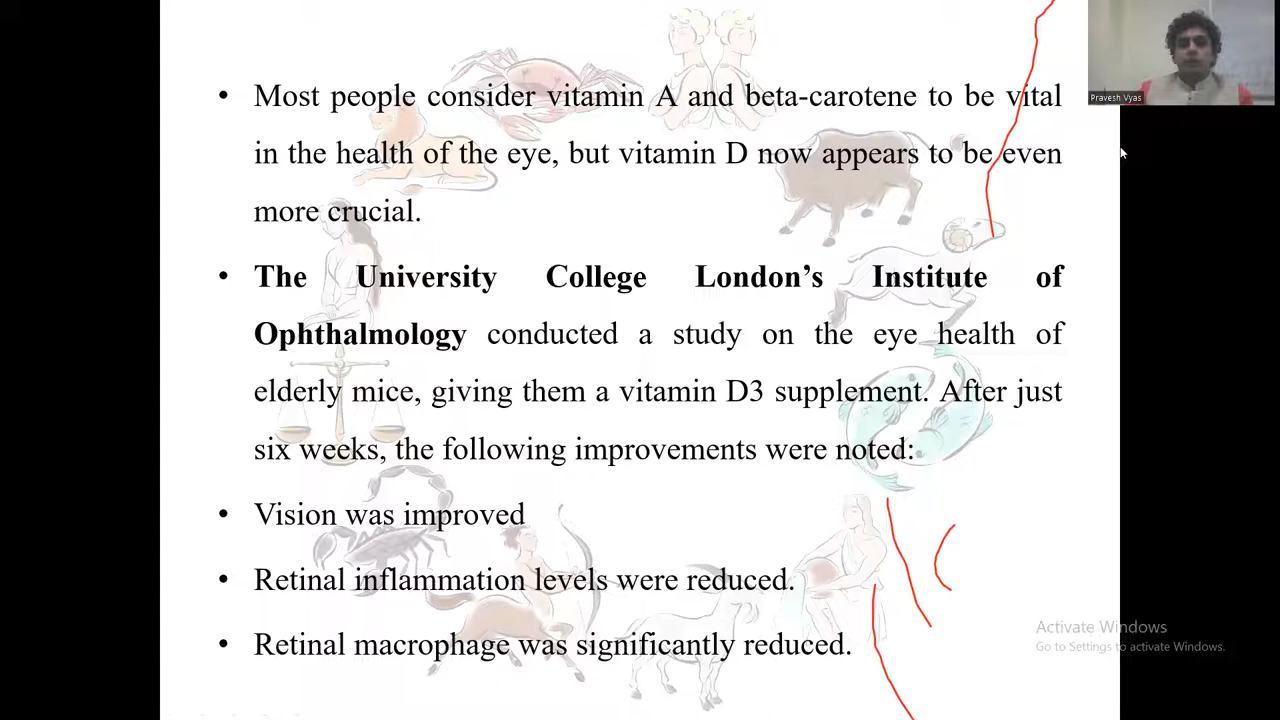 Pravesh Vyas
• Most people consider vitamin A and beta-carotene to be vital
in the health of the eye, but vitamin D now appears to be even
more crucial.
• The University College London’s Institute of
Ophthalmology conducted a study on the eye health of
elderly mice, giving them a vitamin D3 supplement. After just
six weeks, the following improvements were noted:
• Vision was improved
• Retinal inflammation levels were reduced.
• Retinal macrophage was significantly reduced.
Activate Windows
Go to Settings to activate Windows.